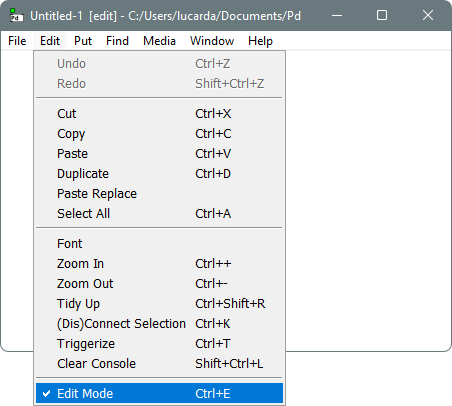 Pd Untitled-1 [edit] - C:/Users/lucarda/Documents/Pd
File Edit Put Find Media Window Help
Undo Ctrl+Z
Redo Shift+Ctrl+Z
Cut Ctrl+X
Copy Ctrl+C
Paste Ctrl+V
Duplicate Ctrl+D
Paste Replace
Select All Ctrl+A
Font
Zoom In Ctrl++
Zoom Out Ctrl+-
Tidy Up Ctrl+Shift+R
(Dis)Connect Selection Ctrl+K
Triggerize Ctrl+T
Clear Console Shift+Ctrl+L
Edit Mode Ctrl+E